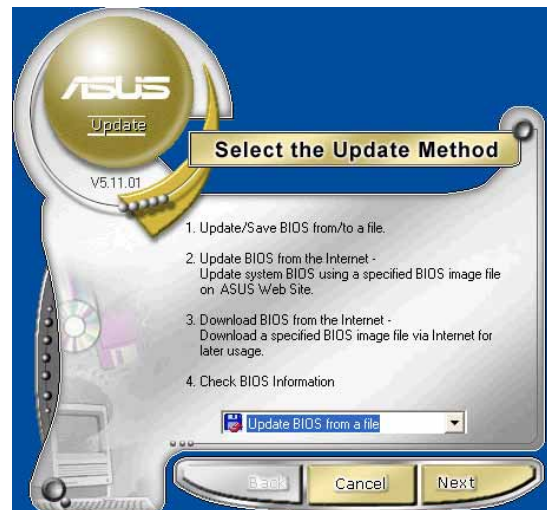 ASUS
Update
V5.11.01
Select the Update Method
1. Update/Save BIOS from/to a file.
2. Update BIOS from the Internet -
Update system BIOS using a specified BIOS image file
on ASUS Web Site.
3. Download BIOS from the Internet -
Download a specified BIOS image file via Internet for
later usage.
4. Check BIOS Information
Update BIOS from a file
Back
Cancel
Next